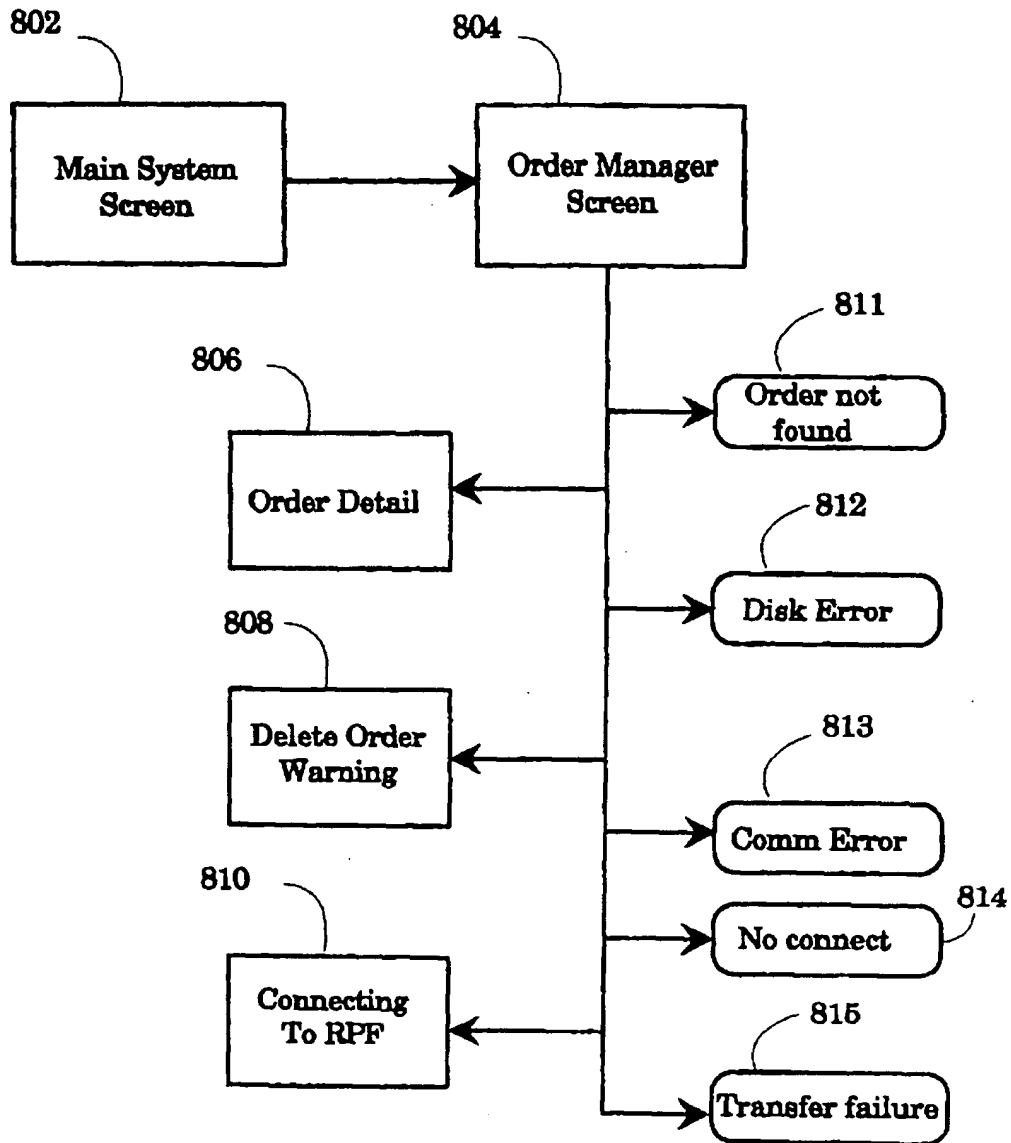 802
804
Main System
Screen
Order Manager
Screen
811
Order not
found
806
Order Detail
812
Disk Error
808
Delete Order
Warning
813
Comm Error
814
No connect
810
Connecting
To RPF
815
Transfer failure